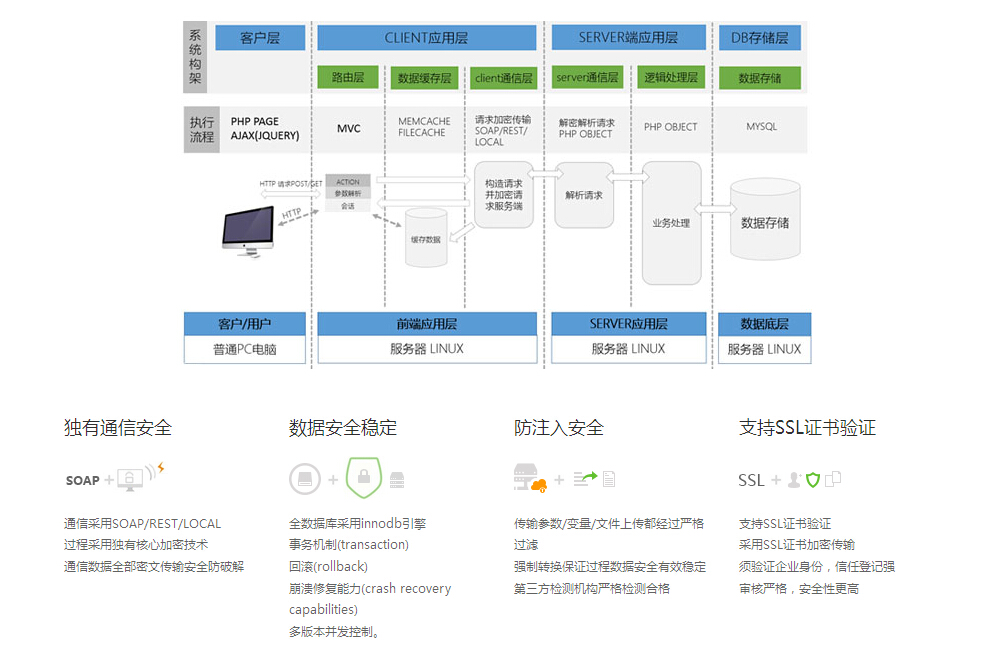 系统构架
客户层
CLIENT应用层
SERVER端应用层
DB存储层
路由层
数据缓存层
client通信层
server通信层
逻辑处理层
数据存储
执行
流程
PHP PAGE
AJAX(JQUERY)
MVC
MEMCACHE
FILECACHE
请求加密传输
SOAP/REST/
LOCAL
解密解析请求
PHP OBJECT
PHP OBJECT
MYSQL
HTTP 请求POST/GET
HTTP
ACTION
参数解析
会话
缓存数据
构造请求
并加密请
求服务端
解析请求
业务处理
数据存储
客户/用户
前端应用层
SERVER应用层
数据底层
普通PC电脑
服务器 LINUX
服务器 LINUX
服务器 LINUX
独有通信安全
SOAP +
通信采用SOAP/REST/LOCAL
过程采用独有核心加密技术
通信数据全部密文传输安全防破解
数据安全稳定
+
全数据库采用innodb引擎
事务机制(transaction)
回滚(rollback)
崩溃修复能力(crash recovery
capabilities)
多版本并发控制。
防注入安全
+
传输参数/变量/文件上传都经过严格
过滤
强制转换保证过程数据安全有效稳定
第三方检测机构严格检测合格
支持SSL证书验证
SSL +
支持SSL证书验证
采用SSL证书加密传输
须验证企业身份，信任登记强
审核严格，安全性更高